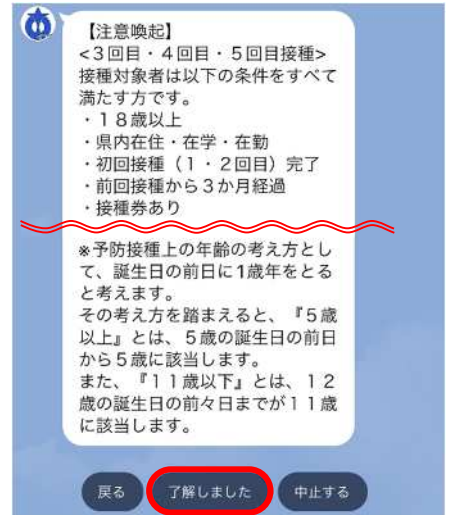 【注意喚起】
<3回目・4回目・5回目接種>
接種対象者は以下の条件をすべて
満たす方です。
・18歳以上
・県内在住・在学・在勤
・初回接種（1・2回目）完了
・前回接種から3か月経過
・接種券あり
※予防接種上の年齢の考え方とし
て、誕生日の前日に1歳年をとる
と考えます。
その考え方を踏まえると、『5歳
以上』とは、5歳の誕生日の前日
から5歳に該当します。
また、『11歳以下』とは、12
歳の誕生日の前々日までが11歳
に該当します。
戻る 了解しました 中止する